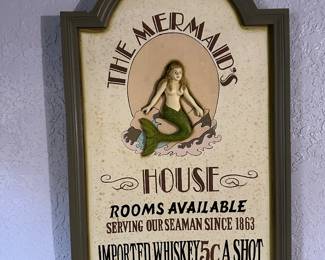 THE MERMAID'S
HOUSE
ROOMS AVAILABLE
SERVING OUR SEAMAN SINCE 1863
IMPORTED WHISKEY 5¢ A SHOT